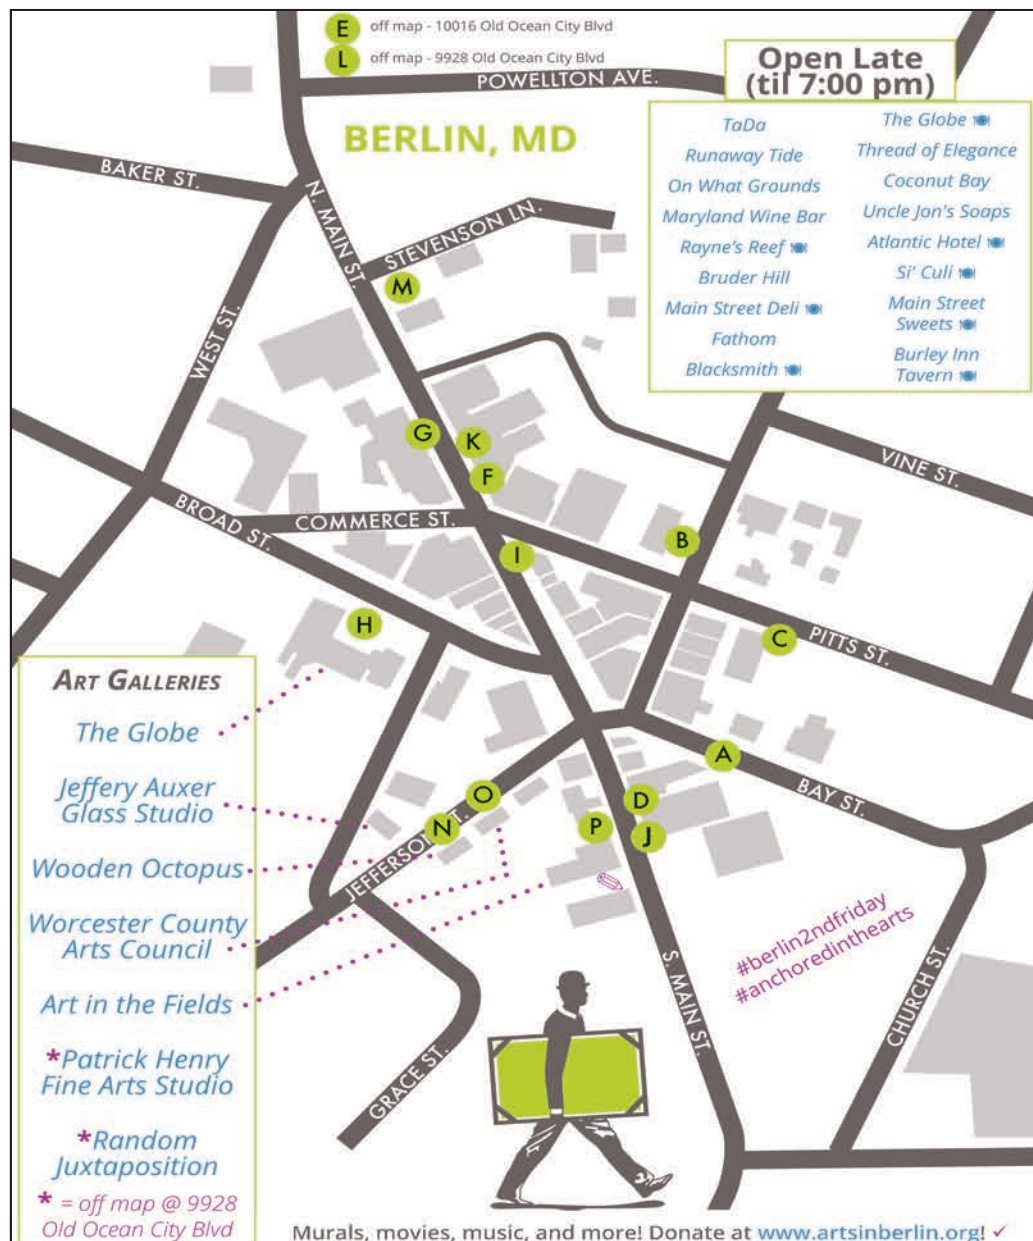 E off map - 10016 Old Ocean City Blvd
L off map - 9928 Old Ocean City Blvd
POWELLTON AVE.
Open Late
(til 7:00 pm)
BERLIN, MD
TaDa
Runaway Tide
On What Grounds
Maryland Wine Bar
Rayne's Reef
Bruder Hill
Main Street Deli
Fathom
Blacksmith
The Globe
Thread of Elegance
Coconut Bay
Uncle Jon's Soaps
Atlantic Hotel
Si' Culi
Main Street
Sweets
Burley Inn
Tavern
BAKER ST.
N. MAIN ST.
STEVENSON LN.
M
WEST ST.
G
K
F
VINE ST.
BROAD ST.
COMMERCE ST.
I
B
H
C
PITTS ST.
A
BAY ST.
O
N
JEFFERSON ST.
D
P
J
ART GALLERIES
The Globe
Jeffery Auxer
Glass Studio
Wooden Octopus
Worcester County
Arts Council
Art in the Fields
*Patrick Henry
Fine Arts Studio
*Random
Juxtaposition
* = off map @ 9928
Old Ocean City Blvd
#berlin2ndfriday
#anchoredinthearts
S. MAIN ST.
CHURCH ST.
GRACE ST.
Murals, movies, music, and more! Donate at www.artsinberlin.org! ✓